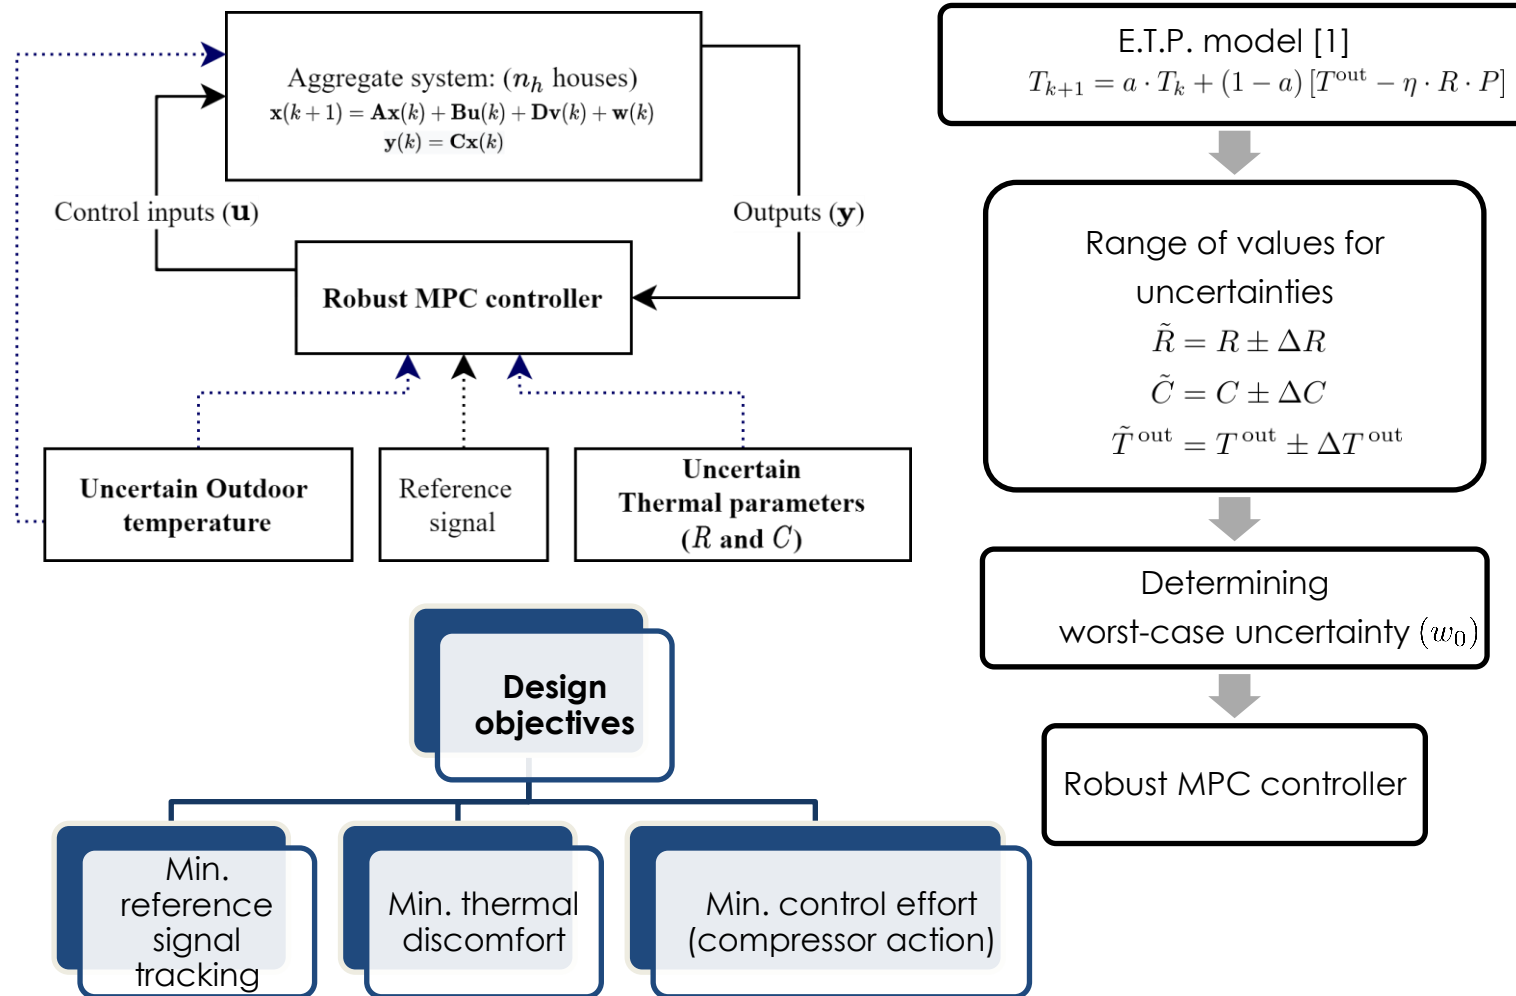 Aggregate system: (n_h houses)
x(k + 1) = Ax(k) + Bu(k) + Dv(k) + w(k)
y(k) = Cx(k)
Control inputs (u)
Outputs (y)
Robust MPC controller
Uncertain Outdoor
temperature
Reference
signal
Uncertain
Thermal parameters
(R and C)
Design
objectives
Min.
reference
signal
tracking
Min. thermal
discomfort
Min. control effort
(compressor action)
E.T.P. model [1]
T_{k+1} = a · T_k + (1 − a) [T^{out} − η · R · P]
Range of values for
uncertainties
R̃ = R ± ΔR
C̃ = C ± ΔC
T̃^{out} = T^{out} ± ΔT^{out}
Determining
worst-case uncertainty (w_0)
Robust MPC controller